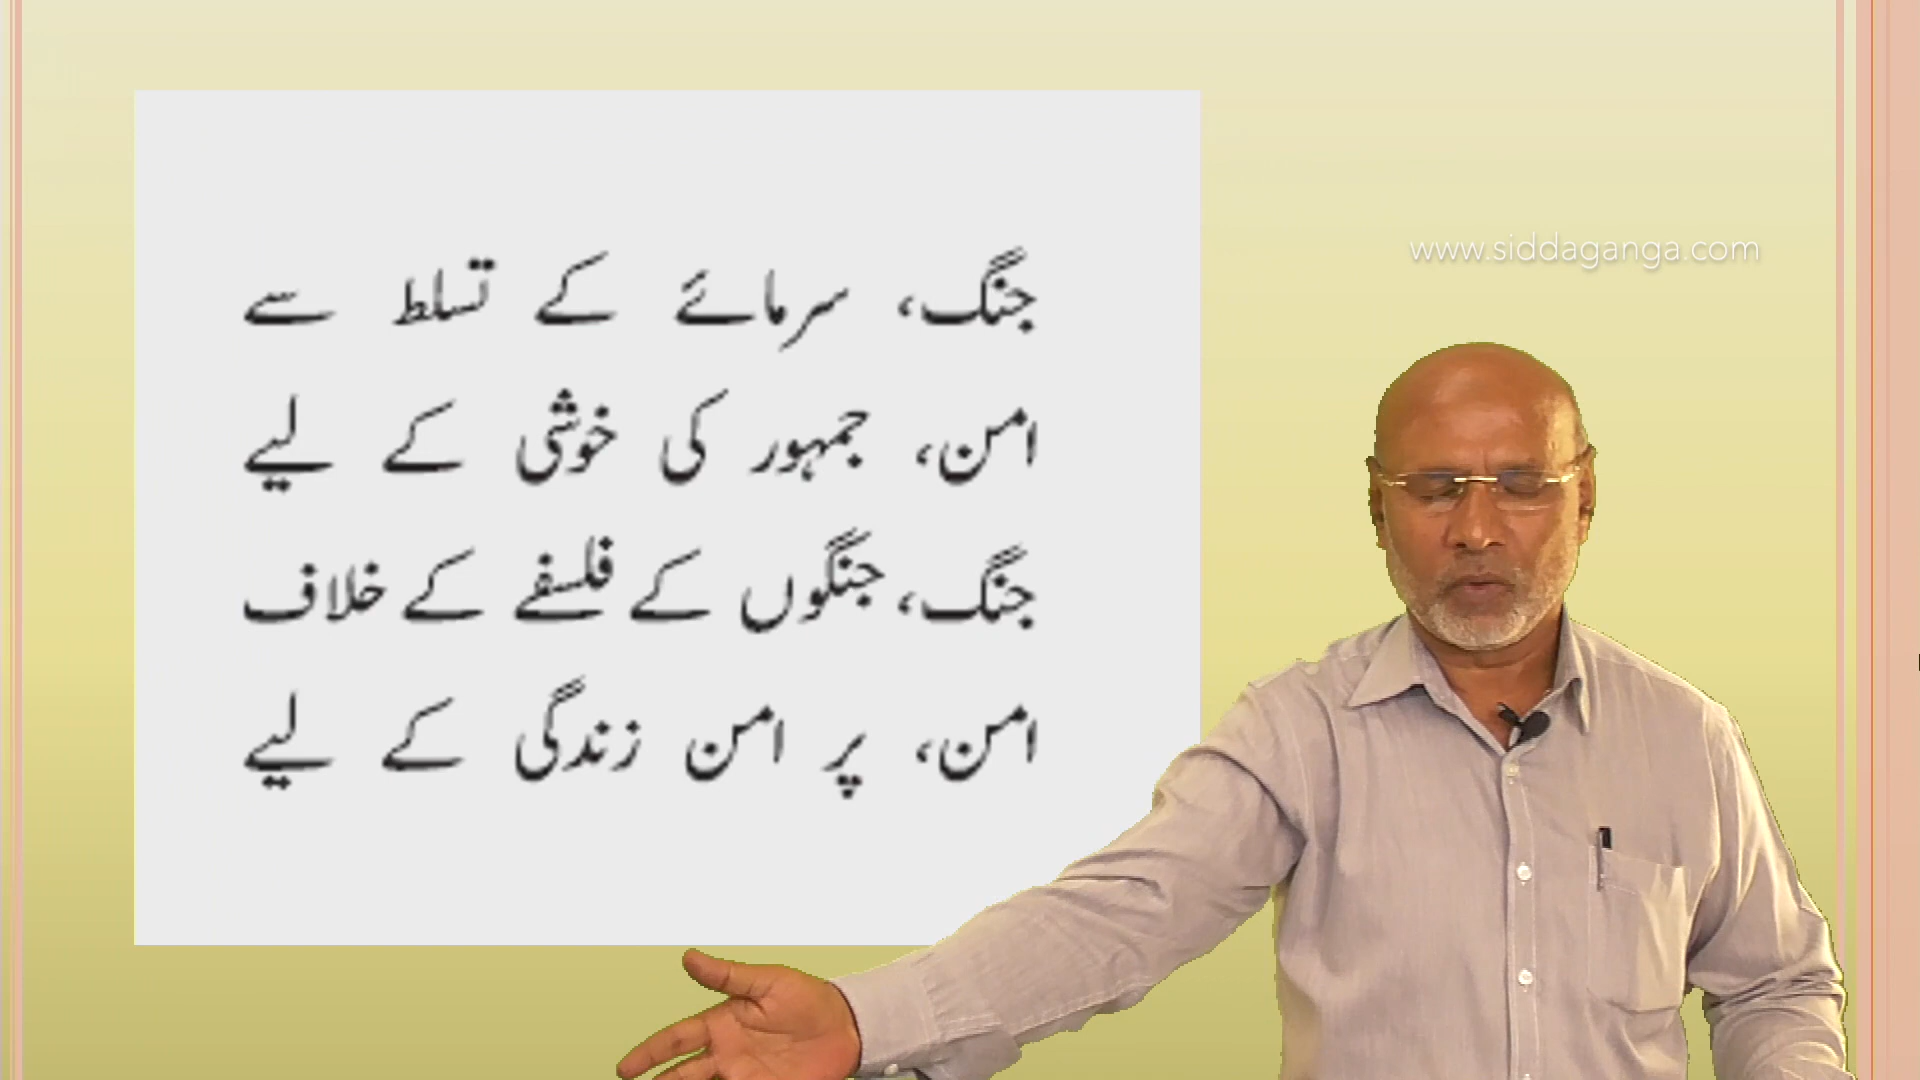 جنگ، سرمائے کے تسلط سے
امن، جمہور کی خوشی کے لیے
جنگ، جنگوں کے فلسفے کے خلاف
امن، پر امن زندگی کے لیے
www.siddaganga.com